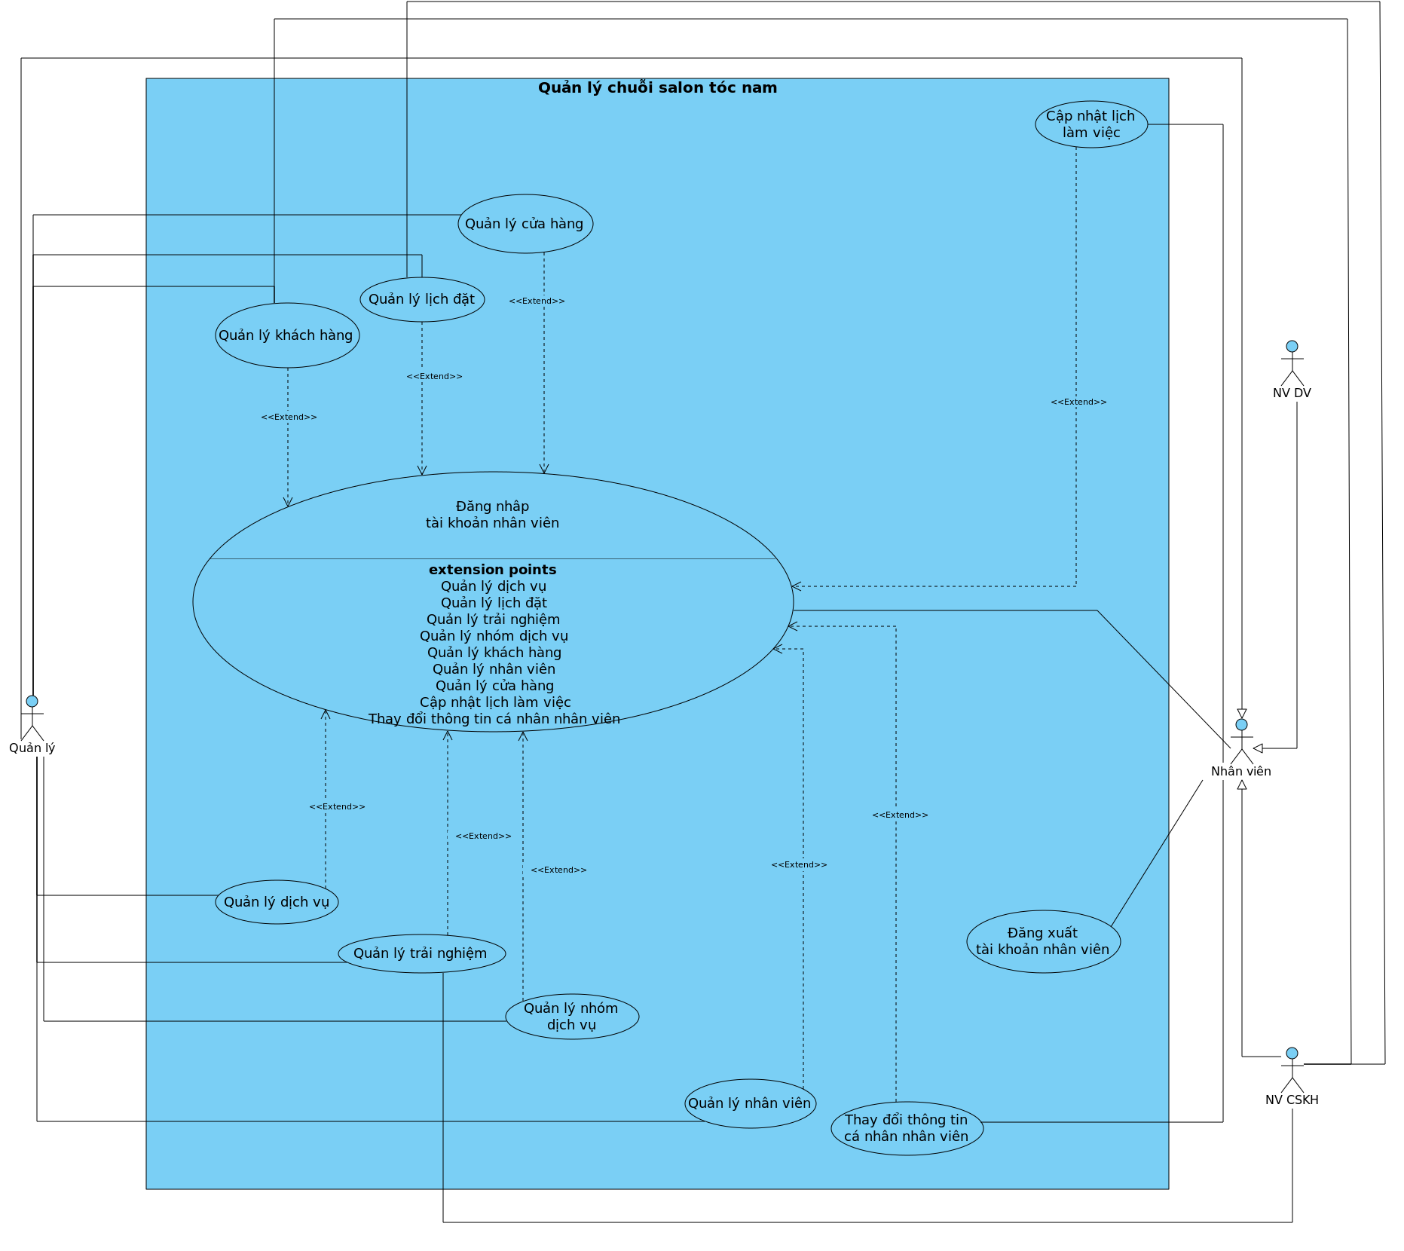 Quản lý chuỗi salon tóc nam
Cập nhật lịch
làm việc
Quản lý cửa hàng
Quản lý lịch đặt
<<Extend>>
Quản lý khách hàng
<<Extend>>
<<Extend>>
<<Extend>>
NV DV
Đăng nhâp
tài khoản nhân viên
extension points
Quản lý dịch vụ
Quản lý lịch đặt
Quản lý trải nghiệm
Quản lý nhóm dịch vụ
Quản lý khách hàng
Quản lý nhân viên
Quản lý cửa hàng
Cập nhật lịch làm việc
Thay đổi thông tin cá nhân nhân viên
Quản lý
Nhân viên
<<Extend>>
<<Extend>>
<<Extend>>
<<Extend>>
<<Extend>>
Quản lý dịch vụ
Đăng xuất
tài khoản nhân viên
Quản lý trải nghiệm
Quản lý nhóm
dịch vụ
Quản lý nhân viên
NV CSKH
Thay đổi thông tin
cá nhân nhân viên